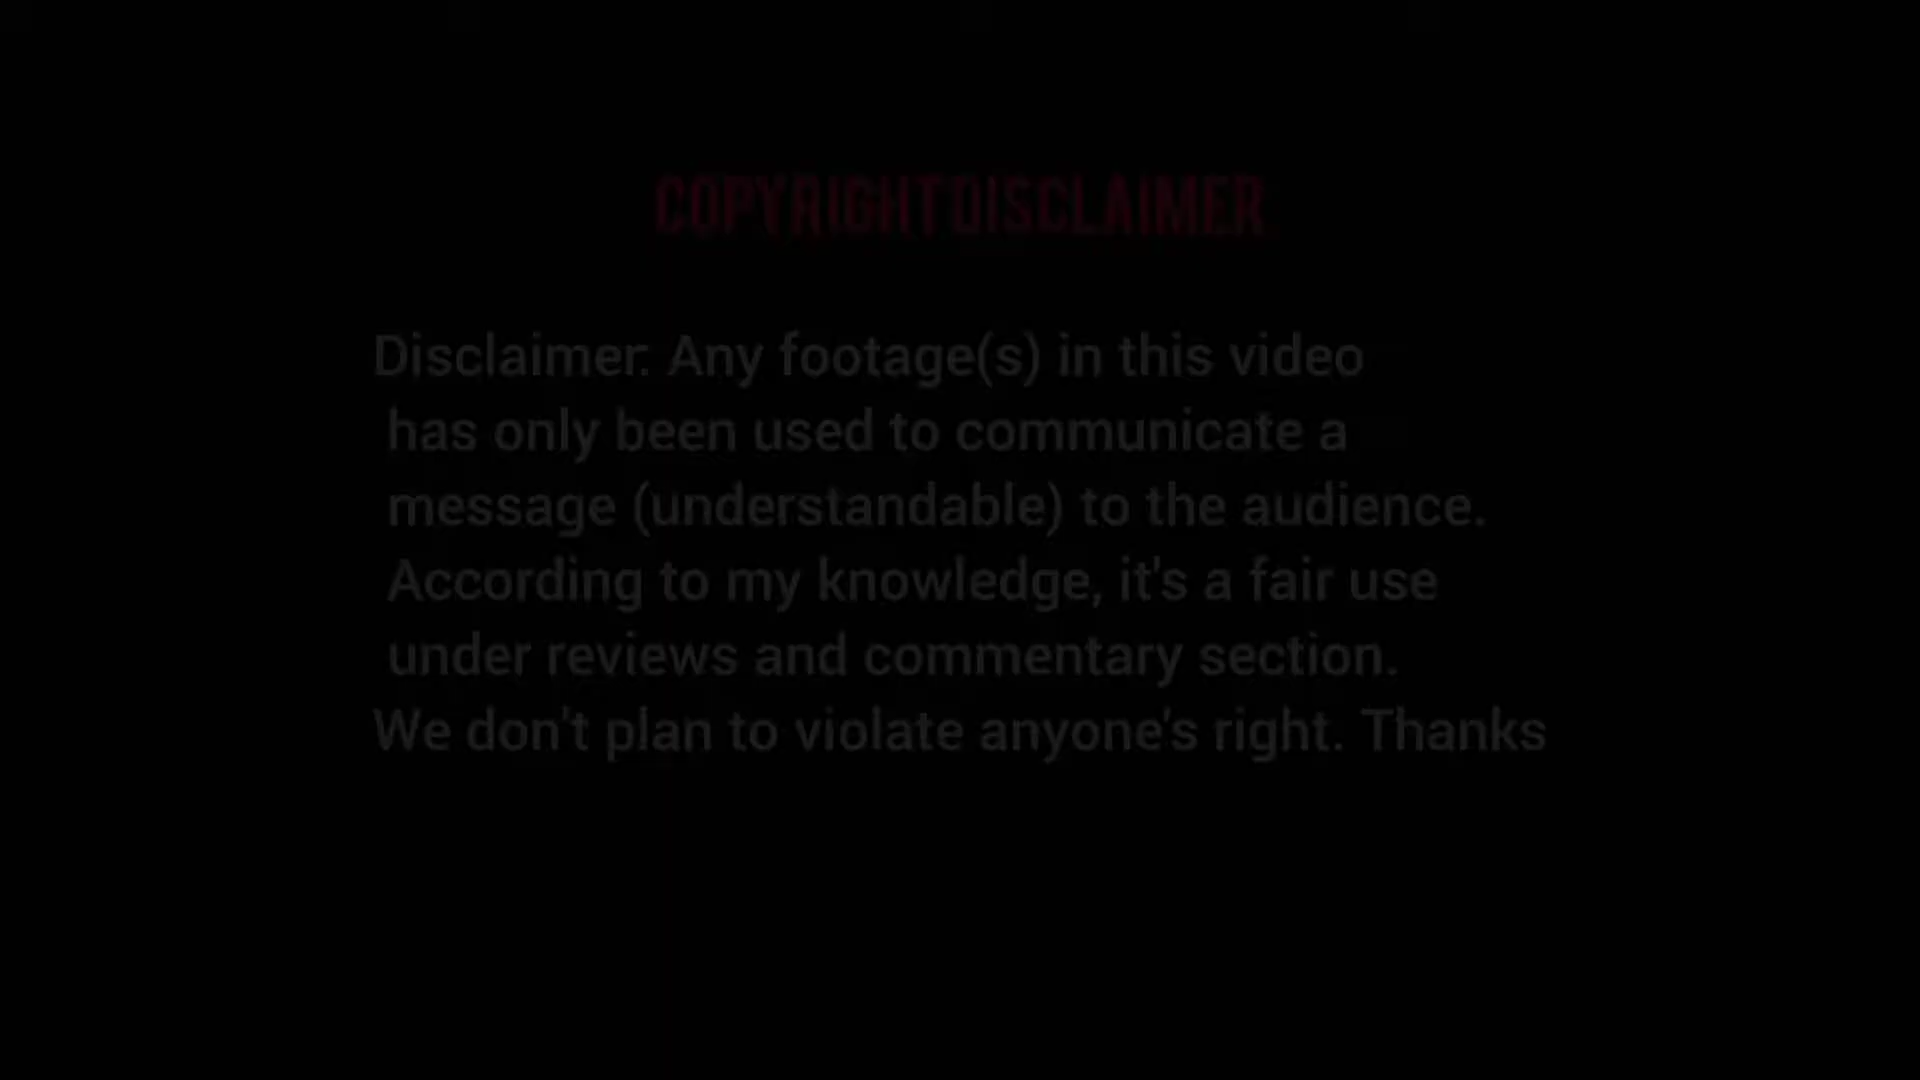 COPYRIGHT DISCLAIMER
Disclaimer: Any footage(s) in this video
has only been used to communicate a
message (understandable) to the audience.
According to my knowledge, it's a fair use
under reviews and commentary section.
We don't plan to violate anyone's right. Thanks